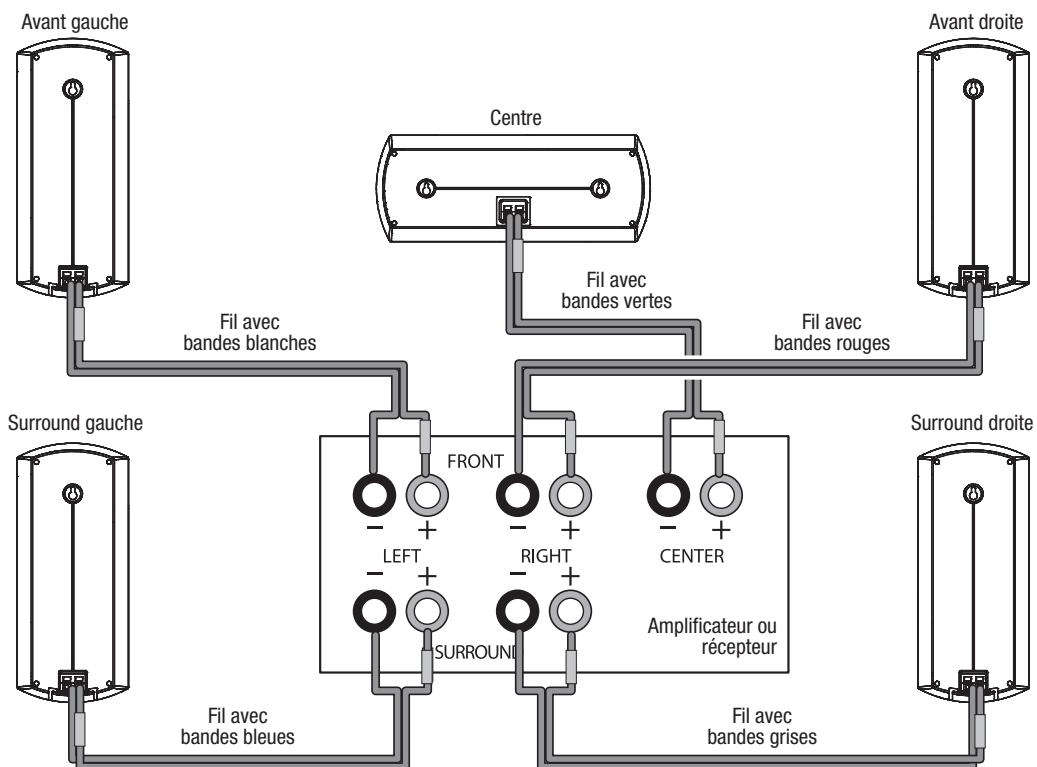 Avant gauche
Avant droite
Centre
Fil avec
bandes vertes
Fil avec
bandes blanches
Fil avec
bandes rouges
Surround gauche
Surround droite
FRONT
− + − + − +
LEFT RIGHT CENTER
− + − +
Amplificateur ou
récepteur
SURROUND
Fil avec
bandes bleues
Fil avec
bandes grises